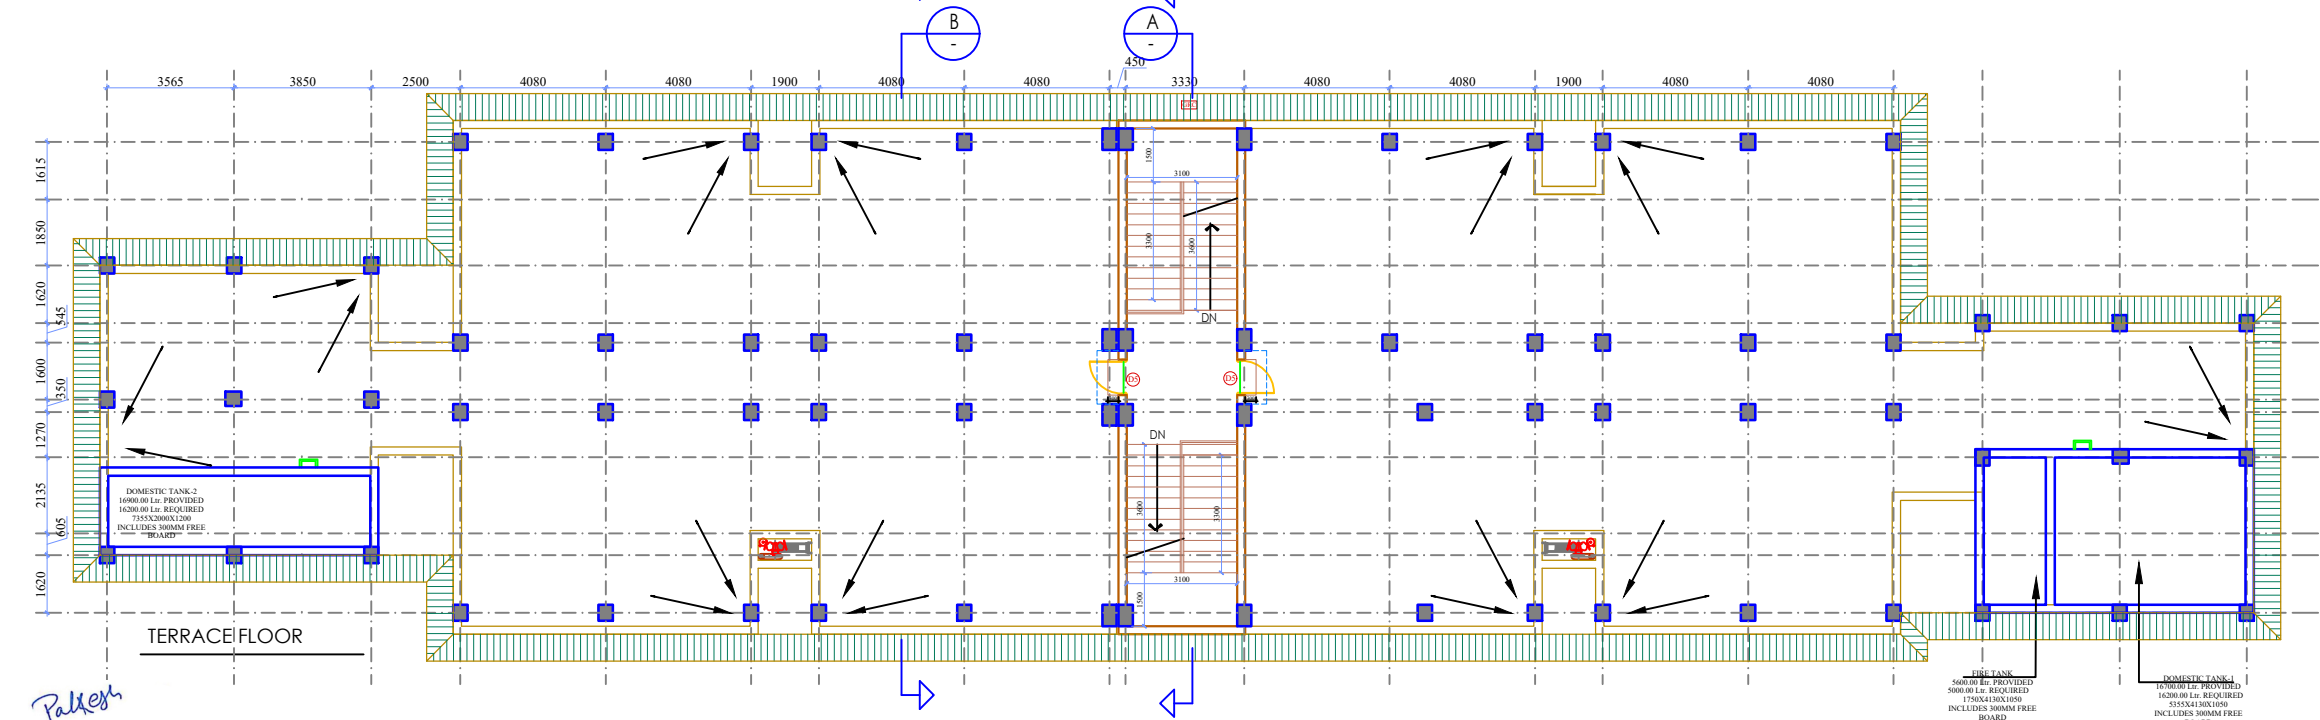 B
-
A
-
3565 3850 2500 4080 4080 1900 4080 4080 450 3330 4080 4080 1900 4080 4080
1615
1850
1620
545
1600
350
1270
2135
605
1620
1500
3100
3300
3600
DN
D5
D5
DN
3600
3300
3100
1500
DOMESTIC TANK-2
16900.00 Ltr. PROVIDED
16200.00 Ltr. REQUIRED
7355X2000X1200
INCLUDES 300MM FREE
BOARD
TERRACE FLOOR
Palkesh
FIRE TANK
5600.00 Ltr. PROVIDED
5000.00 Ltr. REQUIRED
1750X4130X1050
INCLUDES 300MM FREE
BOARD
DOMESTIC TANK-1
16700.00 Ltr. PROVIDED
16200.00 Ltr. REQUIRED
5355X4130X1050
INCLUDES 300MM FREE